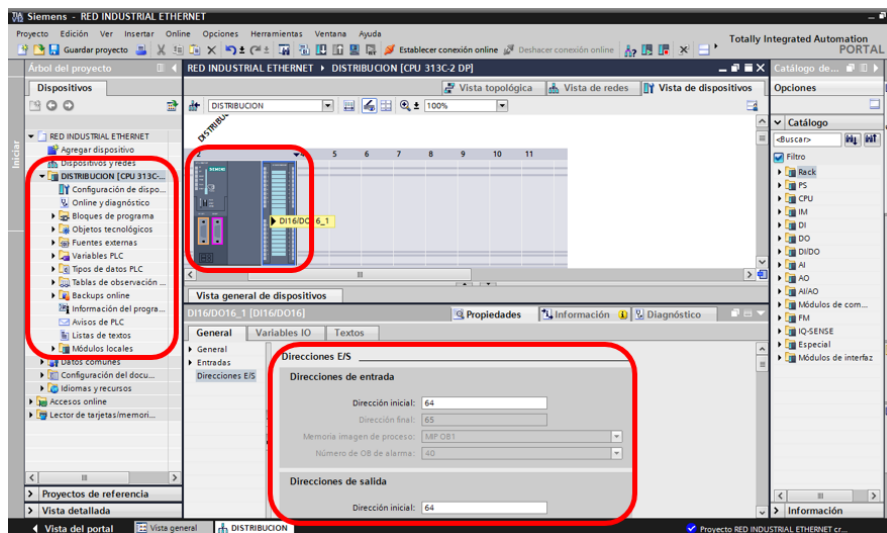 Siemens - RED INDUSTRIAL ETHERNET
Proyecto Edición Ver Insertar Online Opciones Herramientas Ventana Ayuda
Guardar proyecto Establecer conexión online Deshacer conexión online
Totally Integrated Automation
PORTAL
Iniciar
Árbol del proyecto
Dispositivos
RED INDUSTRIAL ETHERNET
Agregar dispositivo
Dispositivos y redes
DISTRIBUCION [CPU 313C-...
Configuración de dispo...
Online y diagnóstico
Bloques de programa
Objetos tecnológicos
Fuentes externas
Variables PLC
Tipos de datos PLC
Tablas de observación ...
Backups online
Información del progra...
Avisos de PLC
Listas de textos
Módulos locales
Datos comunes
Configuración del docu...
Idiomas y recursos
Accesos online
Lector de tarjetas/memori...
Proyectos de referencia
Vista detallada
RED INDUSTRIAL ETHERNET DISTRIBUCION [CPU 313C-2 DP]
Vista topológica Vista de redes Vista de dispositivos
DISTRIBUCION 100%
2 4 5 6 7 8 9 10 11
SIEMENS
DI16/DO16_1
Vista general de dispositivos
DI16/DO16_1 [DI16/DO16]
Propiedades Información Diagnóstico
General Variables IO Textos
General
Entradas
Direcciones E/S
Direcciones E/S
Direcciones de entrada
Dirección inicial: 64
Dirección final: 65
Memoria imagen de proceso: MIP OB1
Número de OB de alarma: 40
Direcciones de salida
Dirección inicial: 64
Catálogo de...
Opciones
Catálogo
<Buscar>
Filtro
Rack
PS
CPU
IM
DI
DO
DI/DO
AI
AO
AI/AO
Módulos de com...
FM
IQ-SENSE
Especial
Módulos de interfaz
Información
Vista del portal Vista general DISTRIBUCION
Proyecto RED INDUSTRIAL ETHERNET cr...